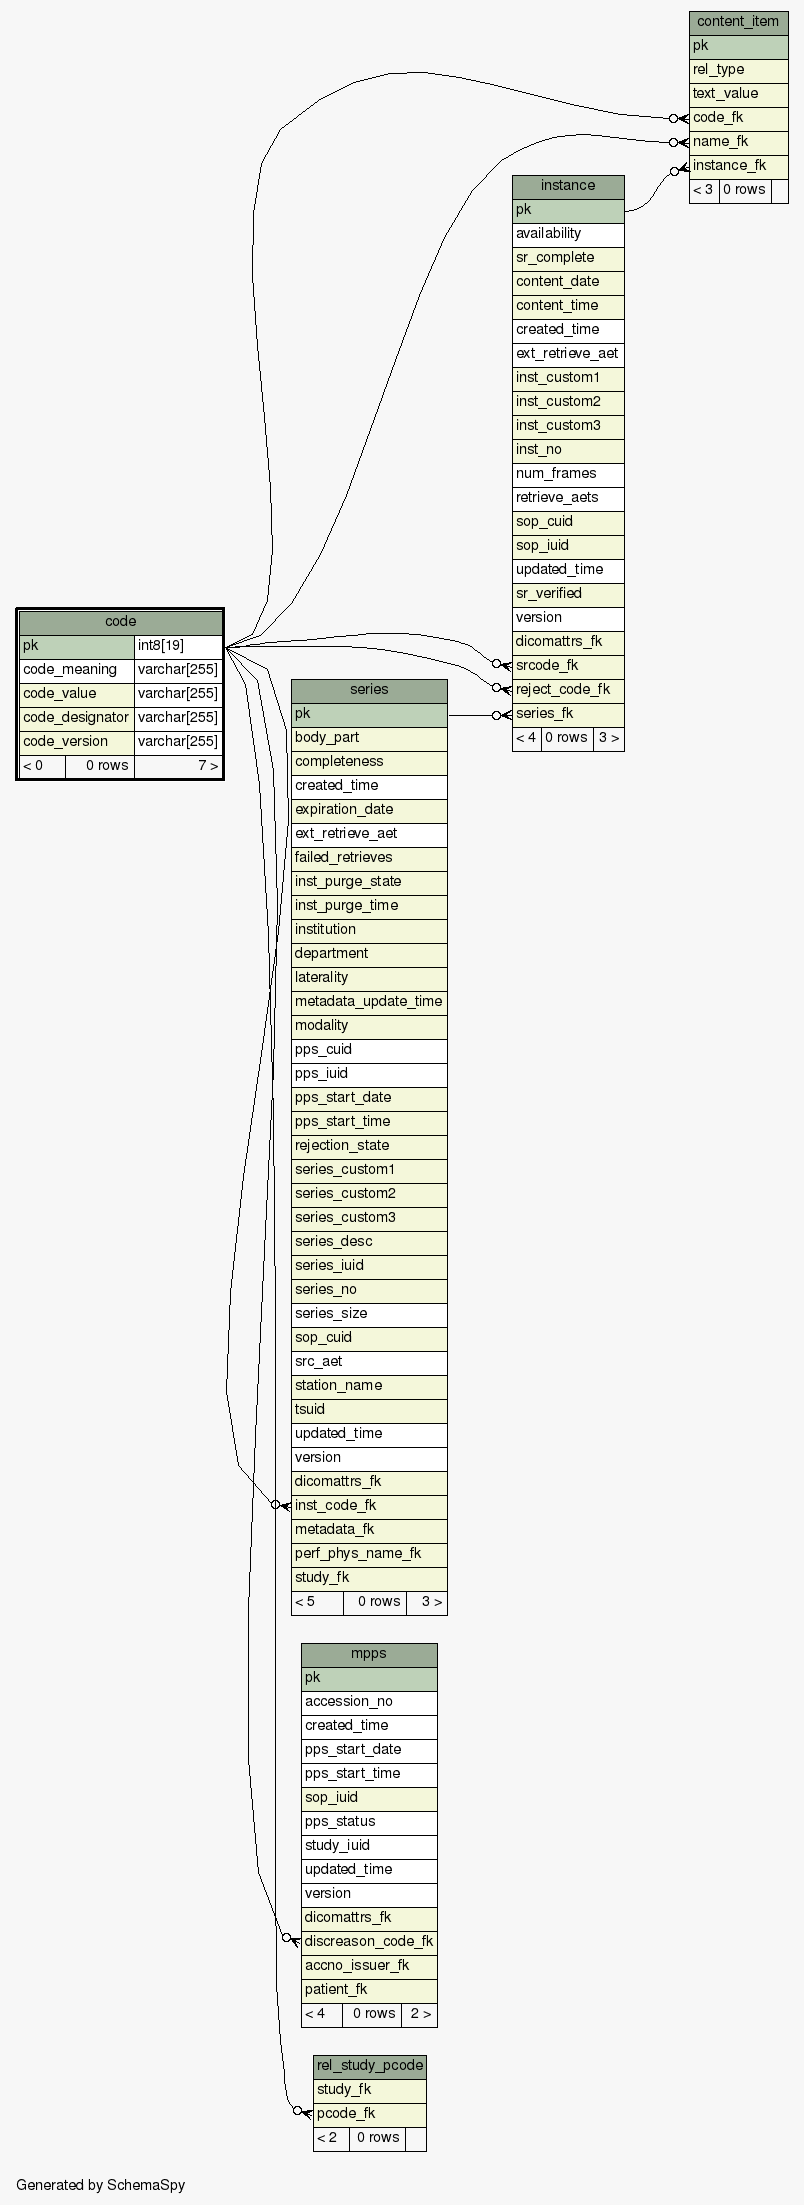 content_item
pk
rel_type
text_value
code_fk
name_fk
instance_fk
< 3 0 rows
instance
pk
availability
sr_complete
content_date
content_time
created_time
ext_retrieve_aet
inst_custom1
inst_custom2
inst_custom3
inst_no
num_frames
retrieve_aets
sop_cuid
sop_iuid
updated_time
sr_verified
version
dicomattrs_fk
srcode_fk
reject_code_fk
series_fk
< 4 0 rows 3 >
code
pk int8[19]
code_meaning varchar[255]
code_value varchar[255]
code_designator varchar[255]
code_version varchar[255]
< 0 0 rows 7 >
series
pk
body_part
completeness
created_time
expiration_date
ext_retrieve_aet
failed_retrieves
inst_purge_state
inst_purge_time
institution
department
laterality
metadata_update_time
modality
pps_cuid
pps_iuid
pps_start_date
pps_start_time
rejection_state
series_custom1
series_custom2
series_custom3
series_desc
series_iuid
series_no
series_size
sop_cuid
src_aet
station_name
tsuid
updated_time
version
dicomattrs_fk
inst_code_fk
metadata_fk
perf_phys_name_fk
study_fk
< 5 0 rows 3 >
mpps
pk
accession_no
created_time
pps_start_date
pps_start_time
sop_iuid
pps_status
study_iuid
updated_time
version
dicomattrs_fk
discreason_code_fk
accno_issuer_fk
patient_fk
< 4 0 rows 2 >
rel_study_pcode
study_fk
pcode_fk
< 2 0 rows
Generated by SchemaSpy